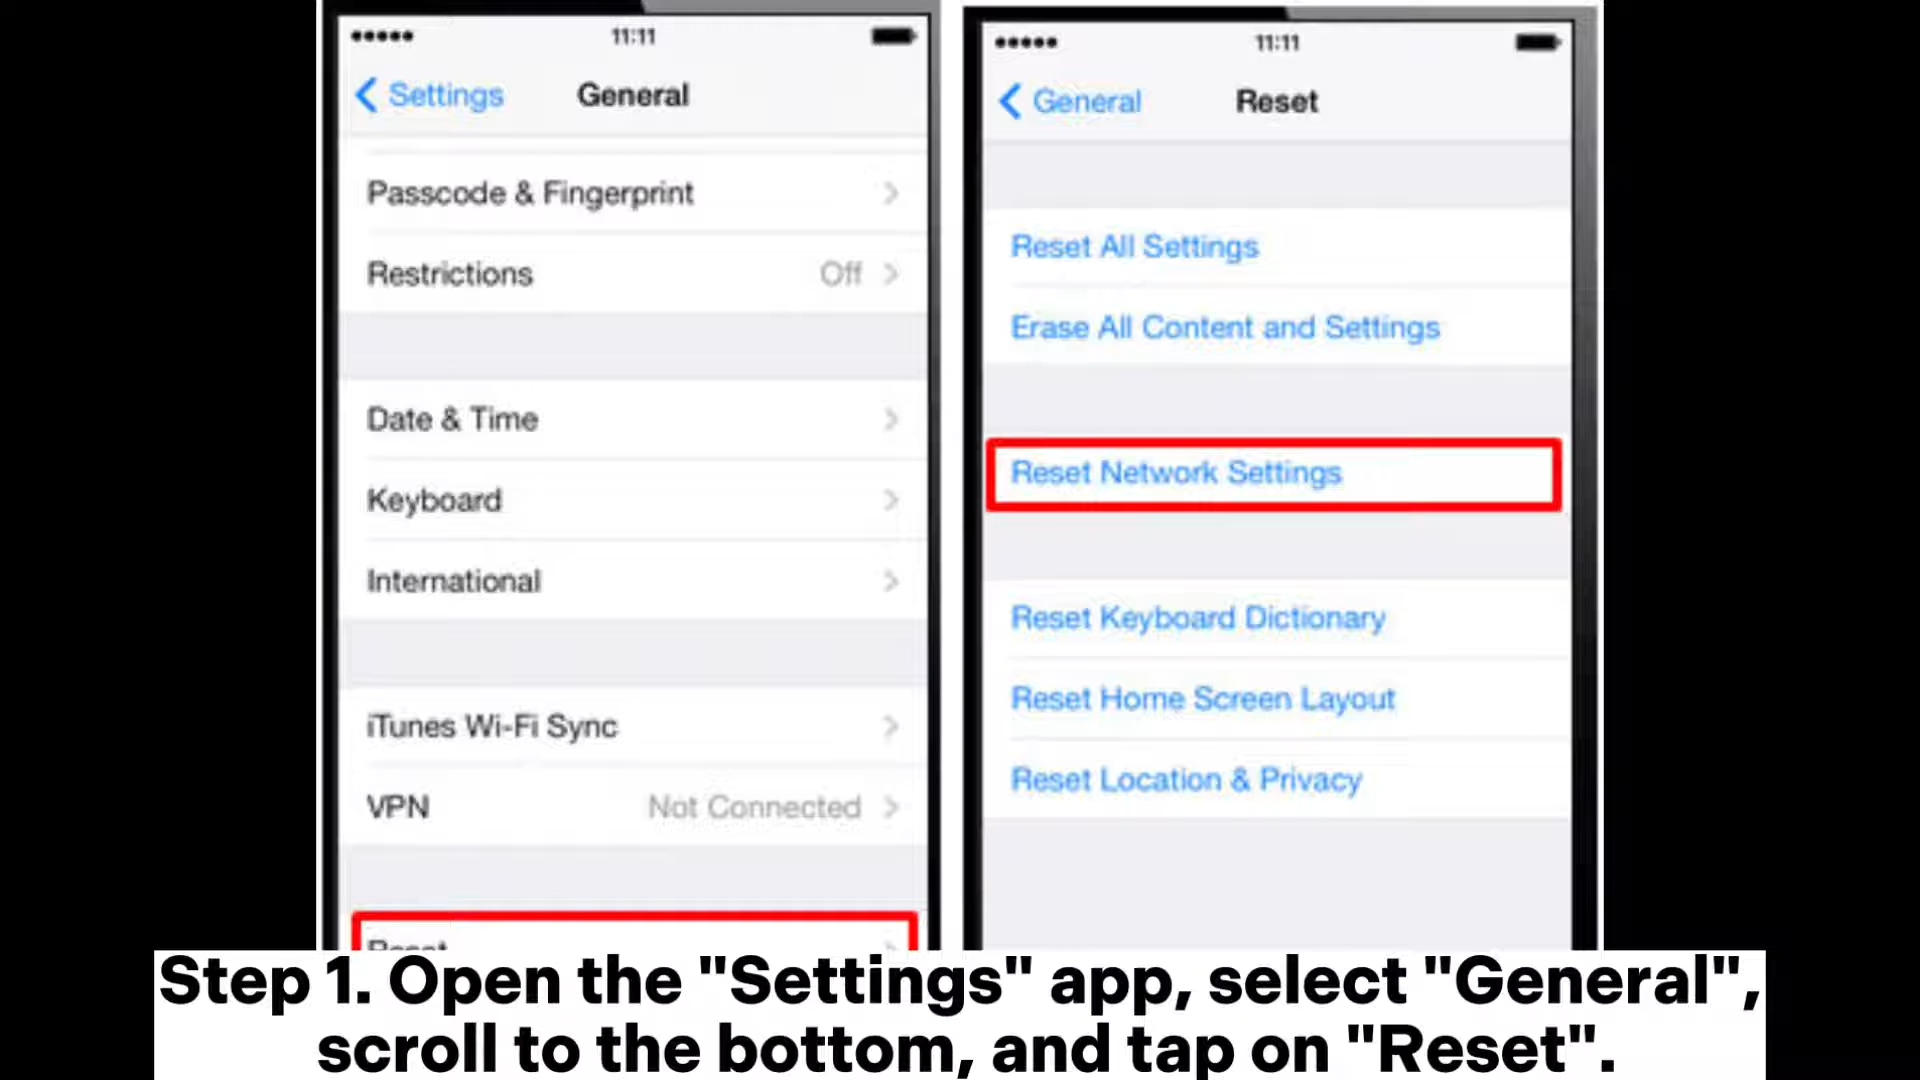 11:11
Settings
General
Passcode & Fingerprint
Restrictions Off
Date & Time
Keyboard
International
iTunes Wi-Fi Sync
VPN Not Connected
Reset
11:11
General
Reset
Reset All Settings
Erase All Content and Settings
Reset Network Settings
Reset Keyboard Dictionary
Reset Home Screen Layout
Reset Location & Privacy
Step 1. Open the "Settings" app, select "General",
scroll to the bottom, and tap on "Reset".